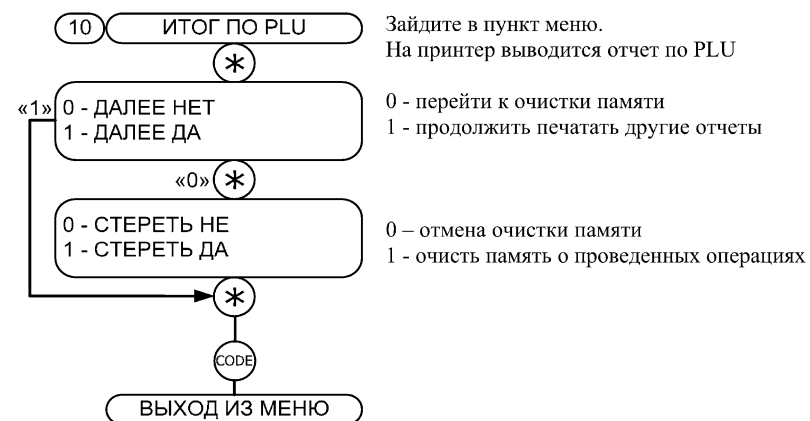 10 ИТОГ ПО PLU
Зайдите в пункт меню.
На принтер выводится отчет по PLU
*
«1»
0 - ДАЛЕЕ НЕТ
1 - ДАЛЕЕ ДА
0 - перейти к очистки памяти
1 - продолжить печатать другие отчеты
«0» *
0 - СТЕРЕТЬ НЕ
1 - СТЕРЕТЬ ДА
0 – отмена очистки памяти
1 - очисть память о проведенных операциях
*
CODE
ВЫХОД ИЗ МЕНЮ